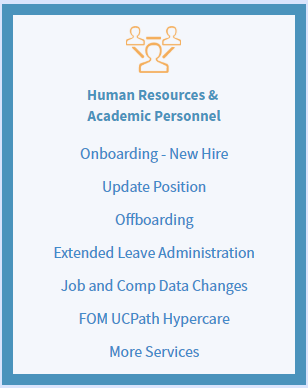 Human Resources &
Academic Personnel
Onboarding - New Hire
Update Position
Offboarding
Extended Leave Administration
Job and Comp Data Changes
FOM UCPath Hypercare
More Services